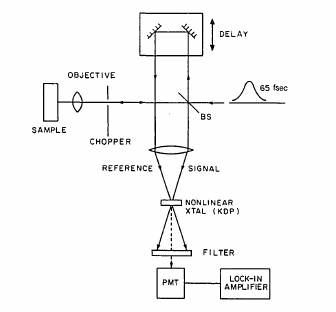 DELAY
OBJECTIVE
65 fsec
SAMPLE
CHOPPER
BS
REFERENCE
SIGNAL
NONLINEAR
XTAL (KDP)
FILTER
PMT
LOCK-IN
AMPLIFIER